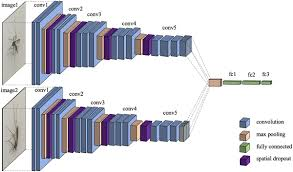 image1
conv1
conv2
conv3
conv4
conv5
fc1
fc2
fc3
image2
conv1
conv2
conv3
conv4
conv5
convolution
max pooling
fully connected
spatial dropout